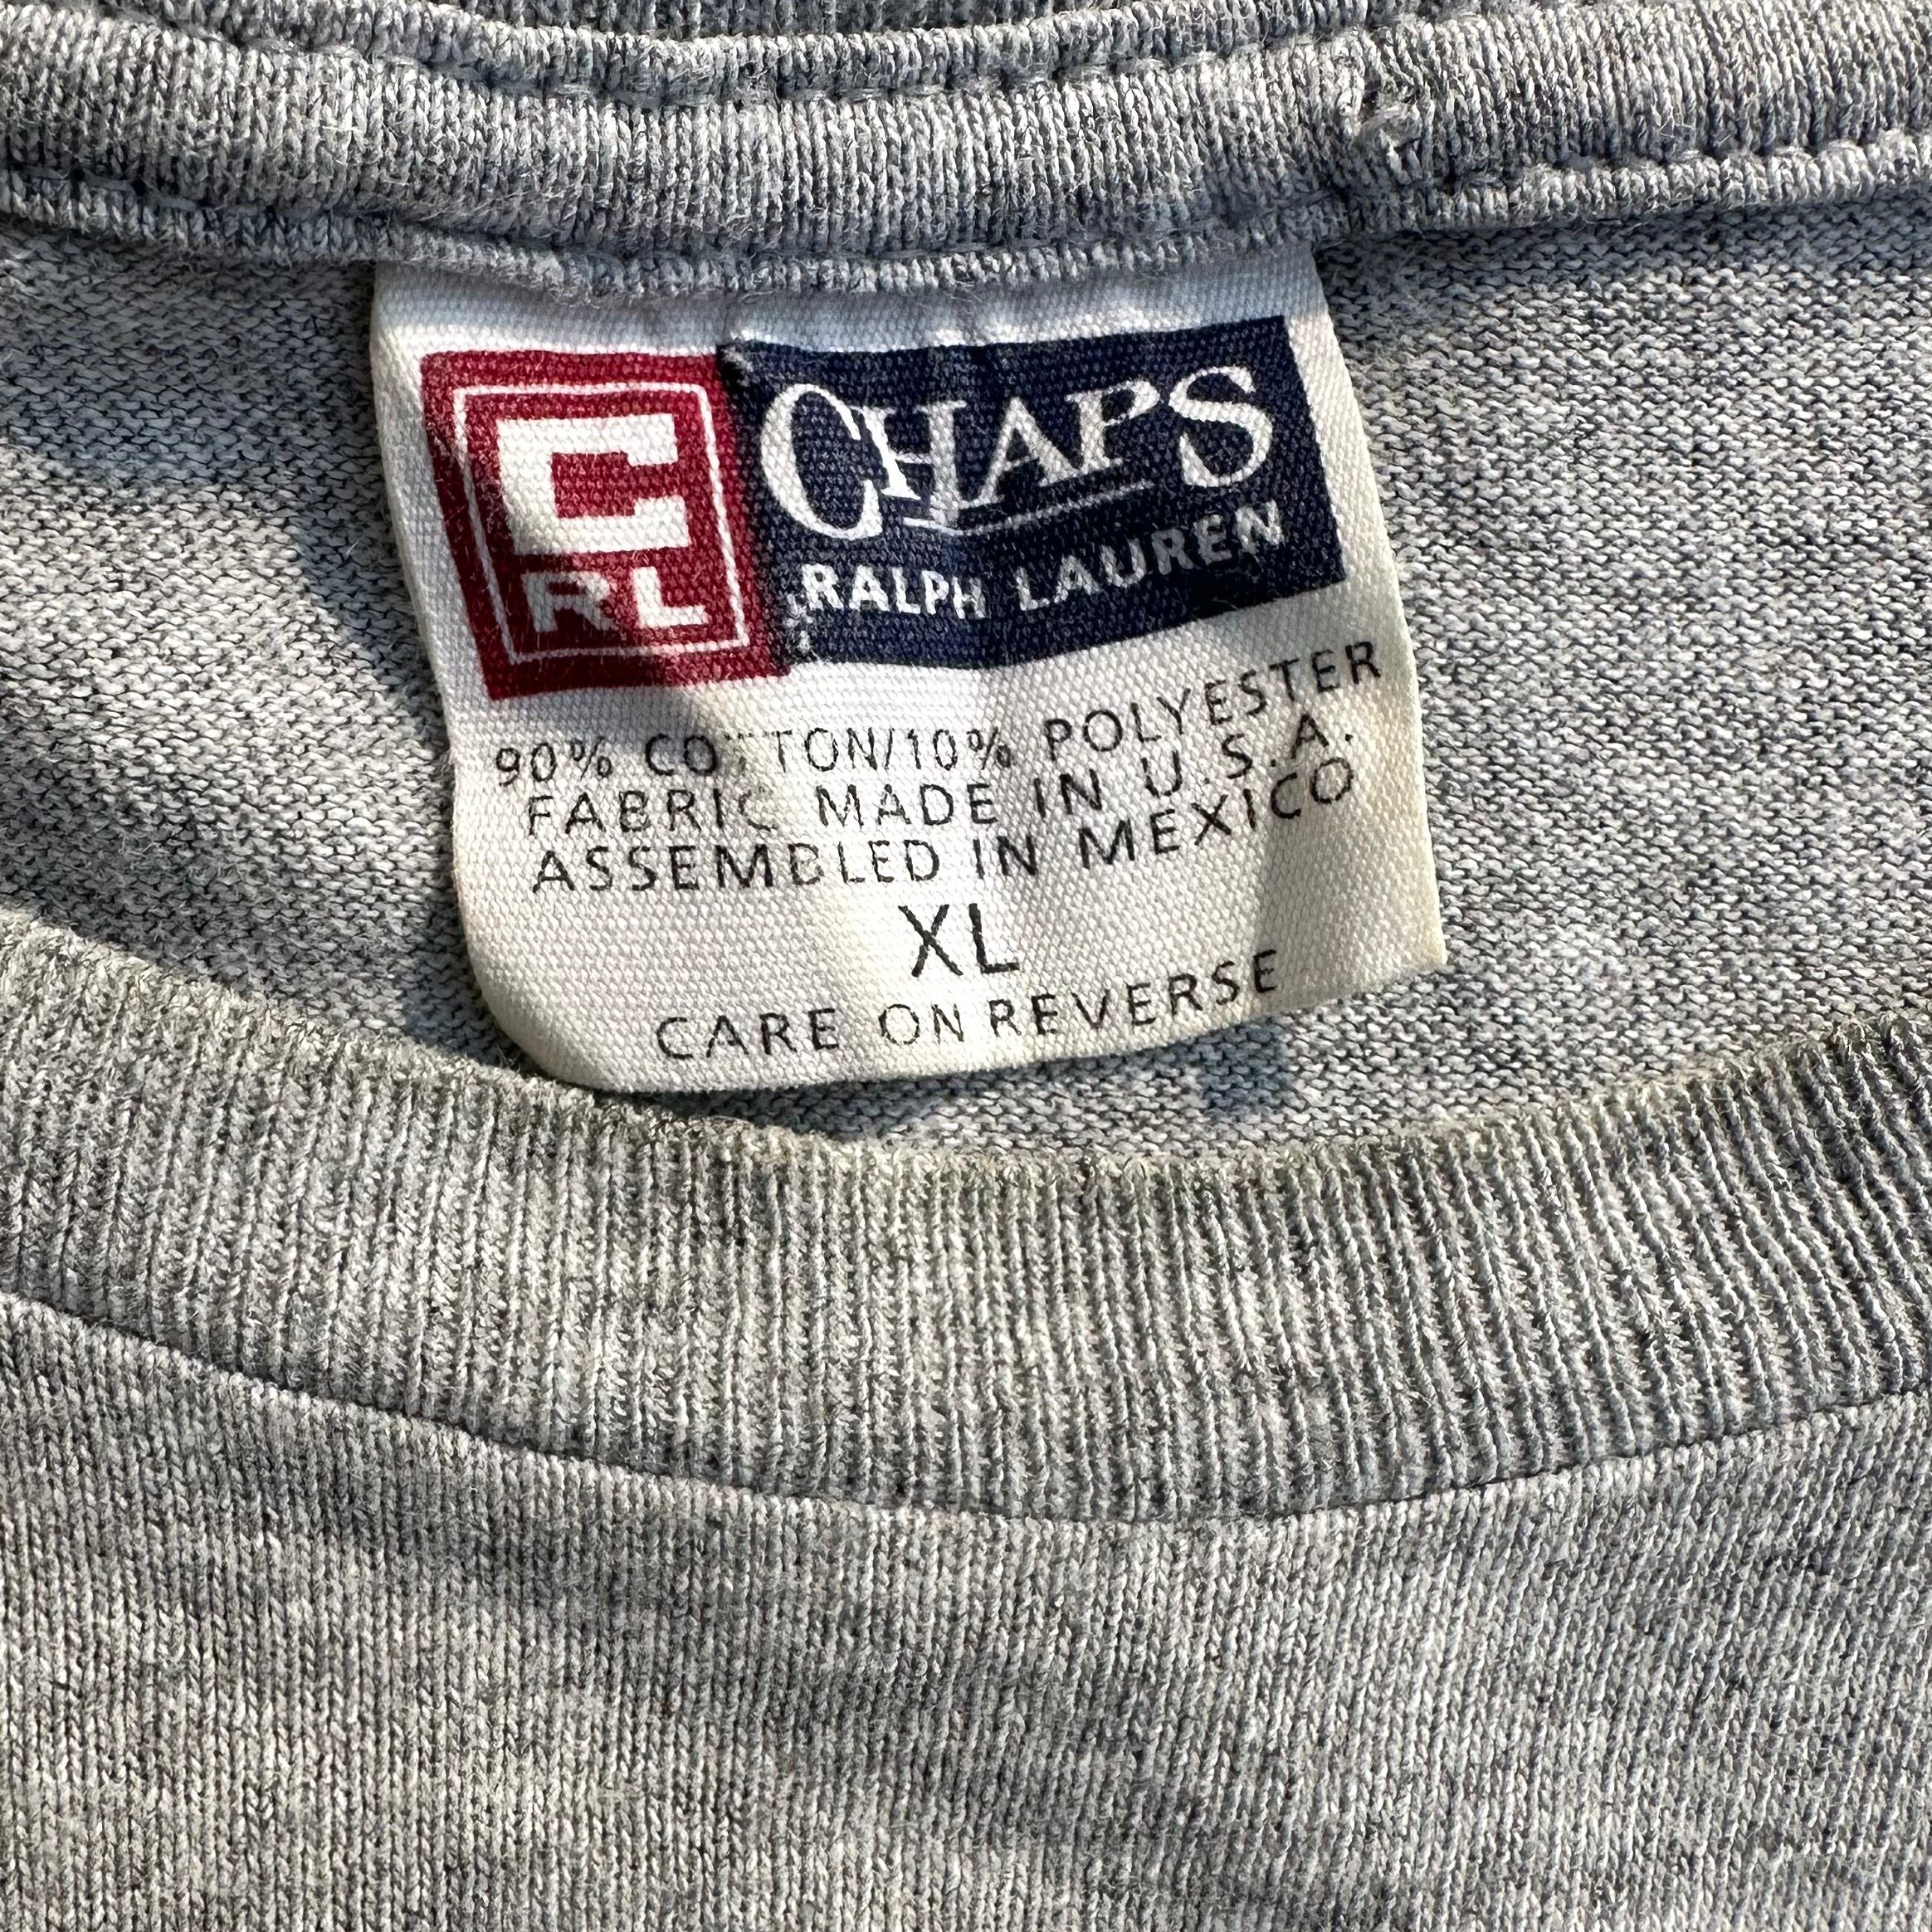 C
RL
CHAPS
RALPH LAUREN
90% COTTON/10% POLYESTER
FABRIC MADE IN U.S.A.
ASSEMBLED IN MEXICO
XL
CARE ON REVERSE